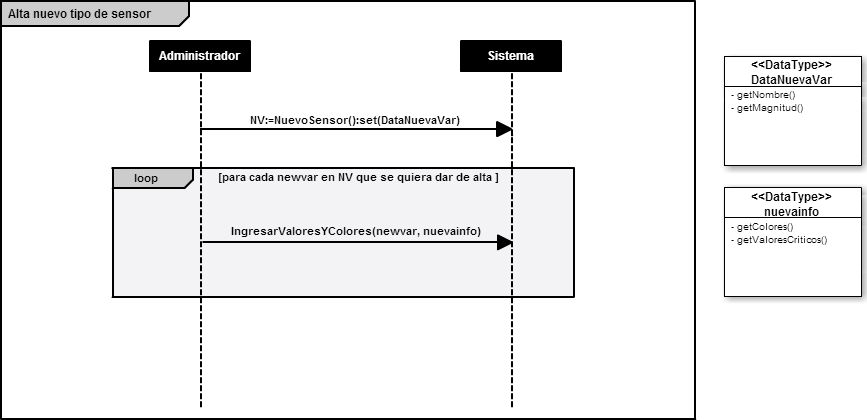 Alta nuevo tipo de sensor
Administrador
Sistema
NV:=NuevoSensor():set(DataNuevaVar)
loop
[para cada newvar en NV que se quiera dar de alta ]
IngresarValoresYColores(newvar, nuevainfo)
<<DataType>>
DataNuevaVar
- getNombre()
- getMagnitud()
<<DataType>>
nuevainfo
- getColores()
- getValoresCriticos()